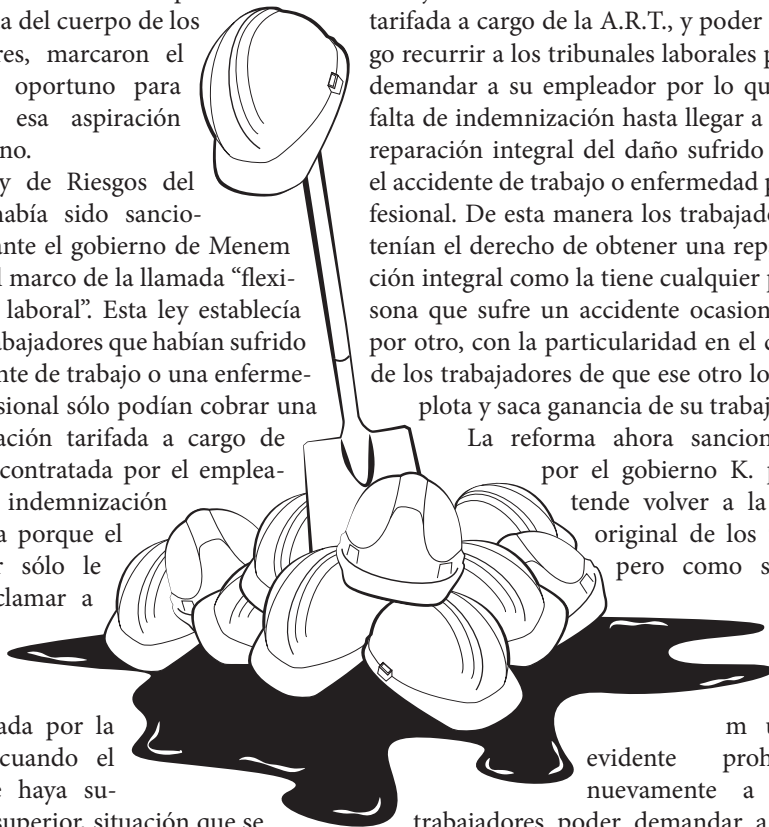 a del cuerpo de los
res, marcaron el
oportuno para
esa aspiración
no.
y de Riesgos del
había sido sancio-
ante el gobierno de Menem
l marco de la llamada “flexi-
laboral”. Esta ley establecía
abajadores que habían sufrido
nte de trabajo o una enferme-
sional sólo podían cobrar una
ación tarifada a cargo de
contratada por el emplea-
indemnización
a porque el
r sólo le
clamar a
ada por la
cuando el
e haya su-
superior, situación que se
tarifada a cargo de la A.R.T., y poder
go recurrir a los tribunales laborales p
demandar a su empleador por lo qu
falta de indemnización hasta llegar a
reparación integral del daño sufrido
el accidente de trabajo o enfermedad p
fesional. De esta manera los trabajado
tenían el derecho de obtener una rep
ción integral como la tiene cualquier p
sona que sufre un accidente ocasion
por otro, con la particularidad en el c
de los trabajadores de que ese otro lo
plota y saca ganancia de su trabaj
La reforma ahora sancion
por el gobierno K. p
tende volver a la
original de los
pero como s
m u
evidente proh
nuevamente a
trabajadores poder demandar a